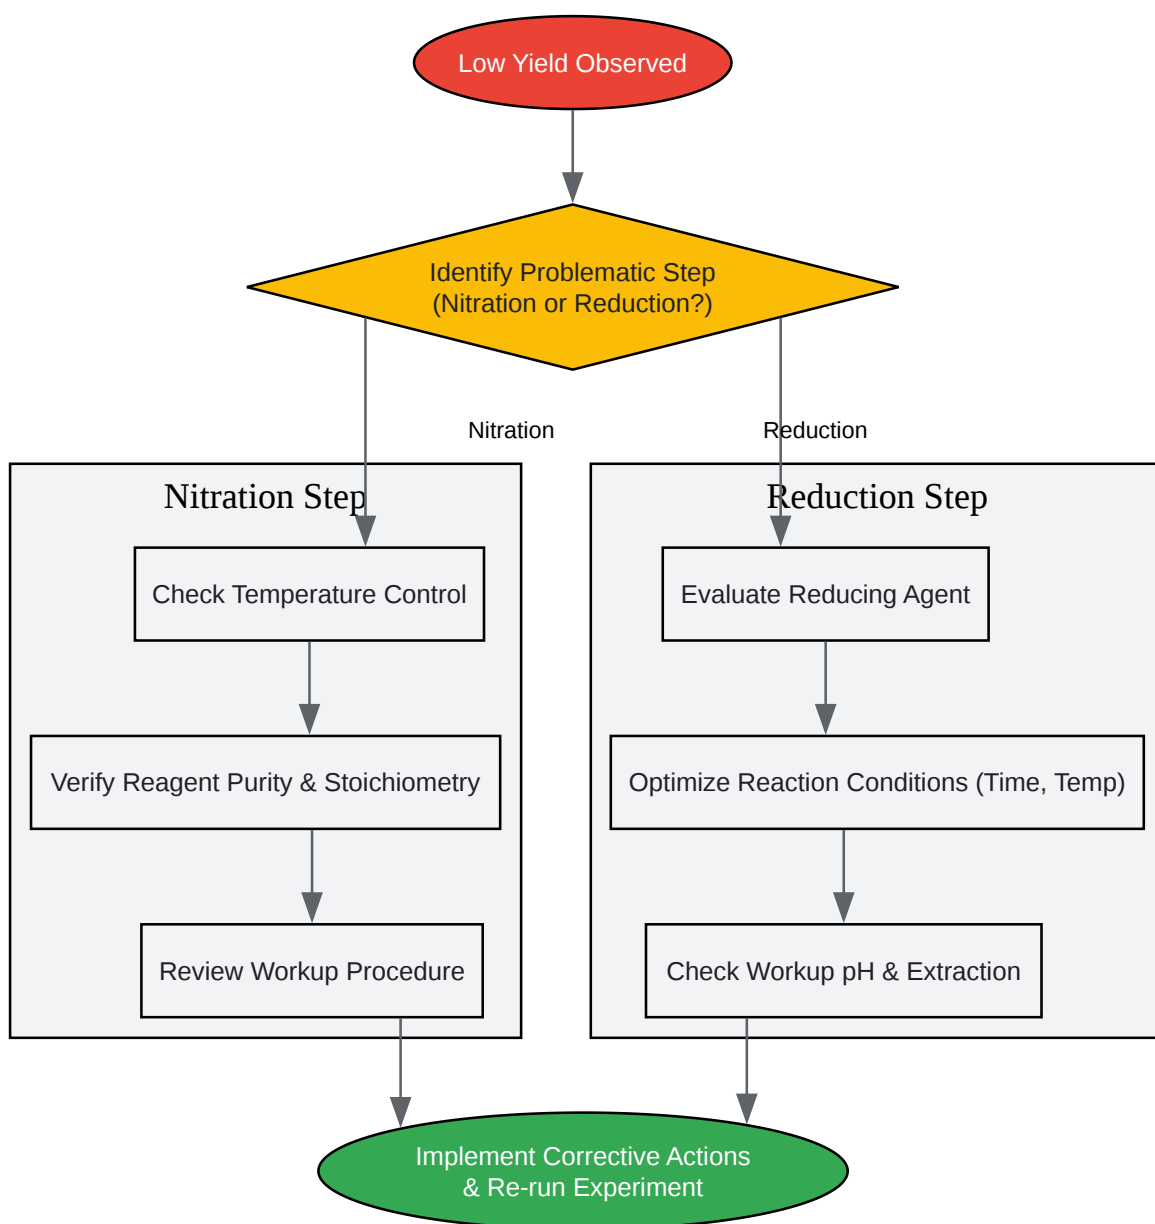 Low Yield Observed
Identify Problematic Step
(Nitration or Reduction?)
Nitration
Reduction
Nitration Step
Check Temperature Control
Verify Reagent Purity & Stoichiometry
Review Workup Procedure
Reduction Step
Evaluate Reducing Agent
Optimize Reaction Conditions (Time, Temp)
Check Workup pH & Extraction
Implement Corrective Actions
& Re-run Experiment